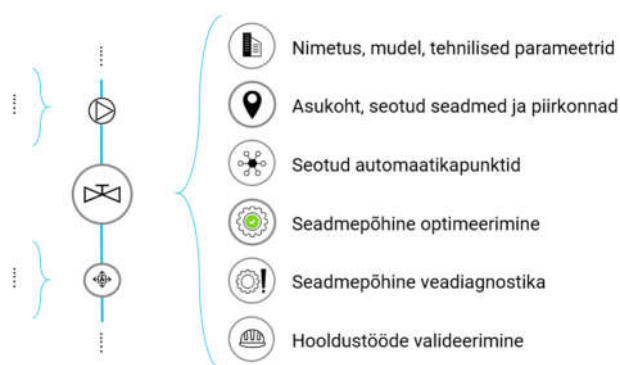 Nimetus, mudel, tehnilised parameetrid
Asukoht, seotud seadmed ja piirkonnad
Seotud automaatikapunktid
Seadmepõhine optimeerimine
Seadmepõhine veadiagnostika
Hooldustööde valideerimine